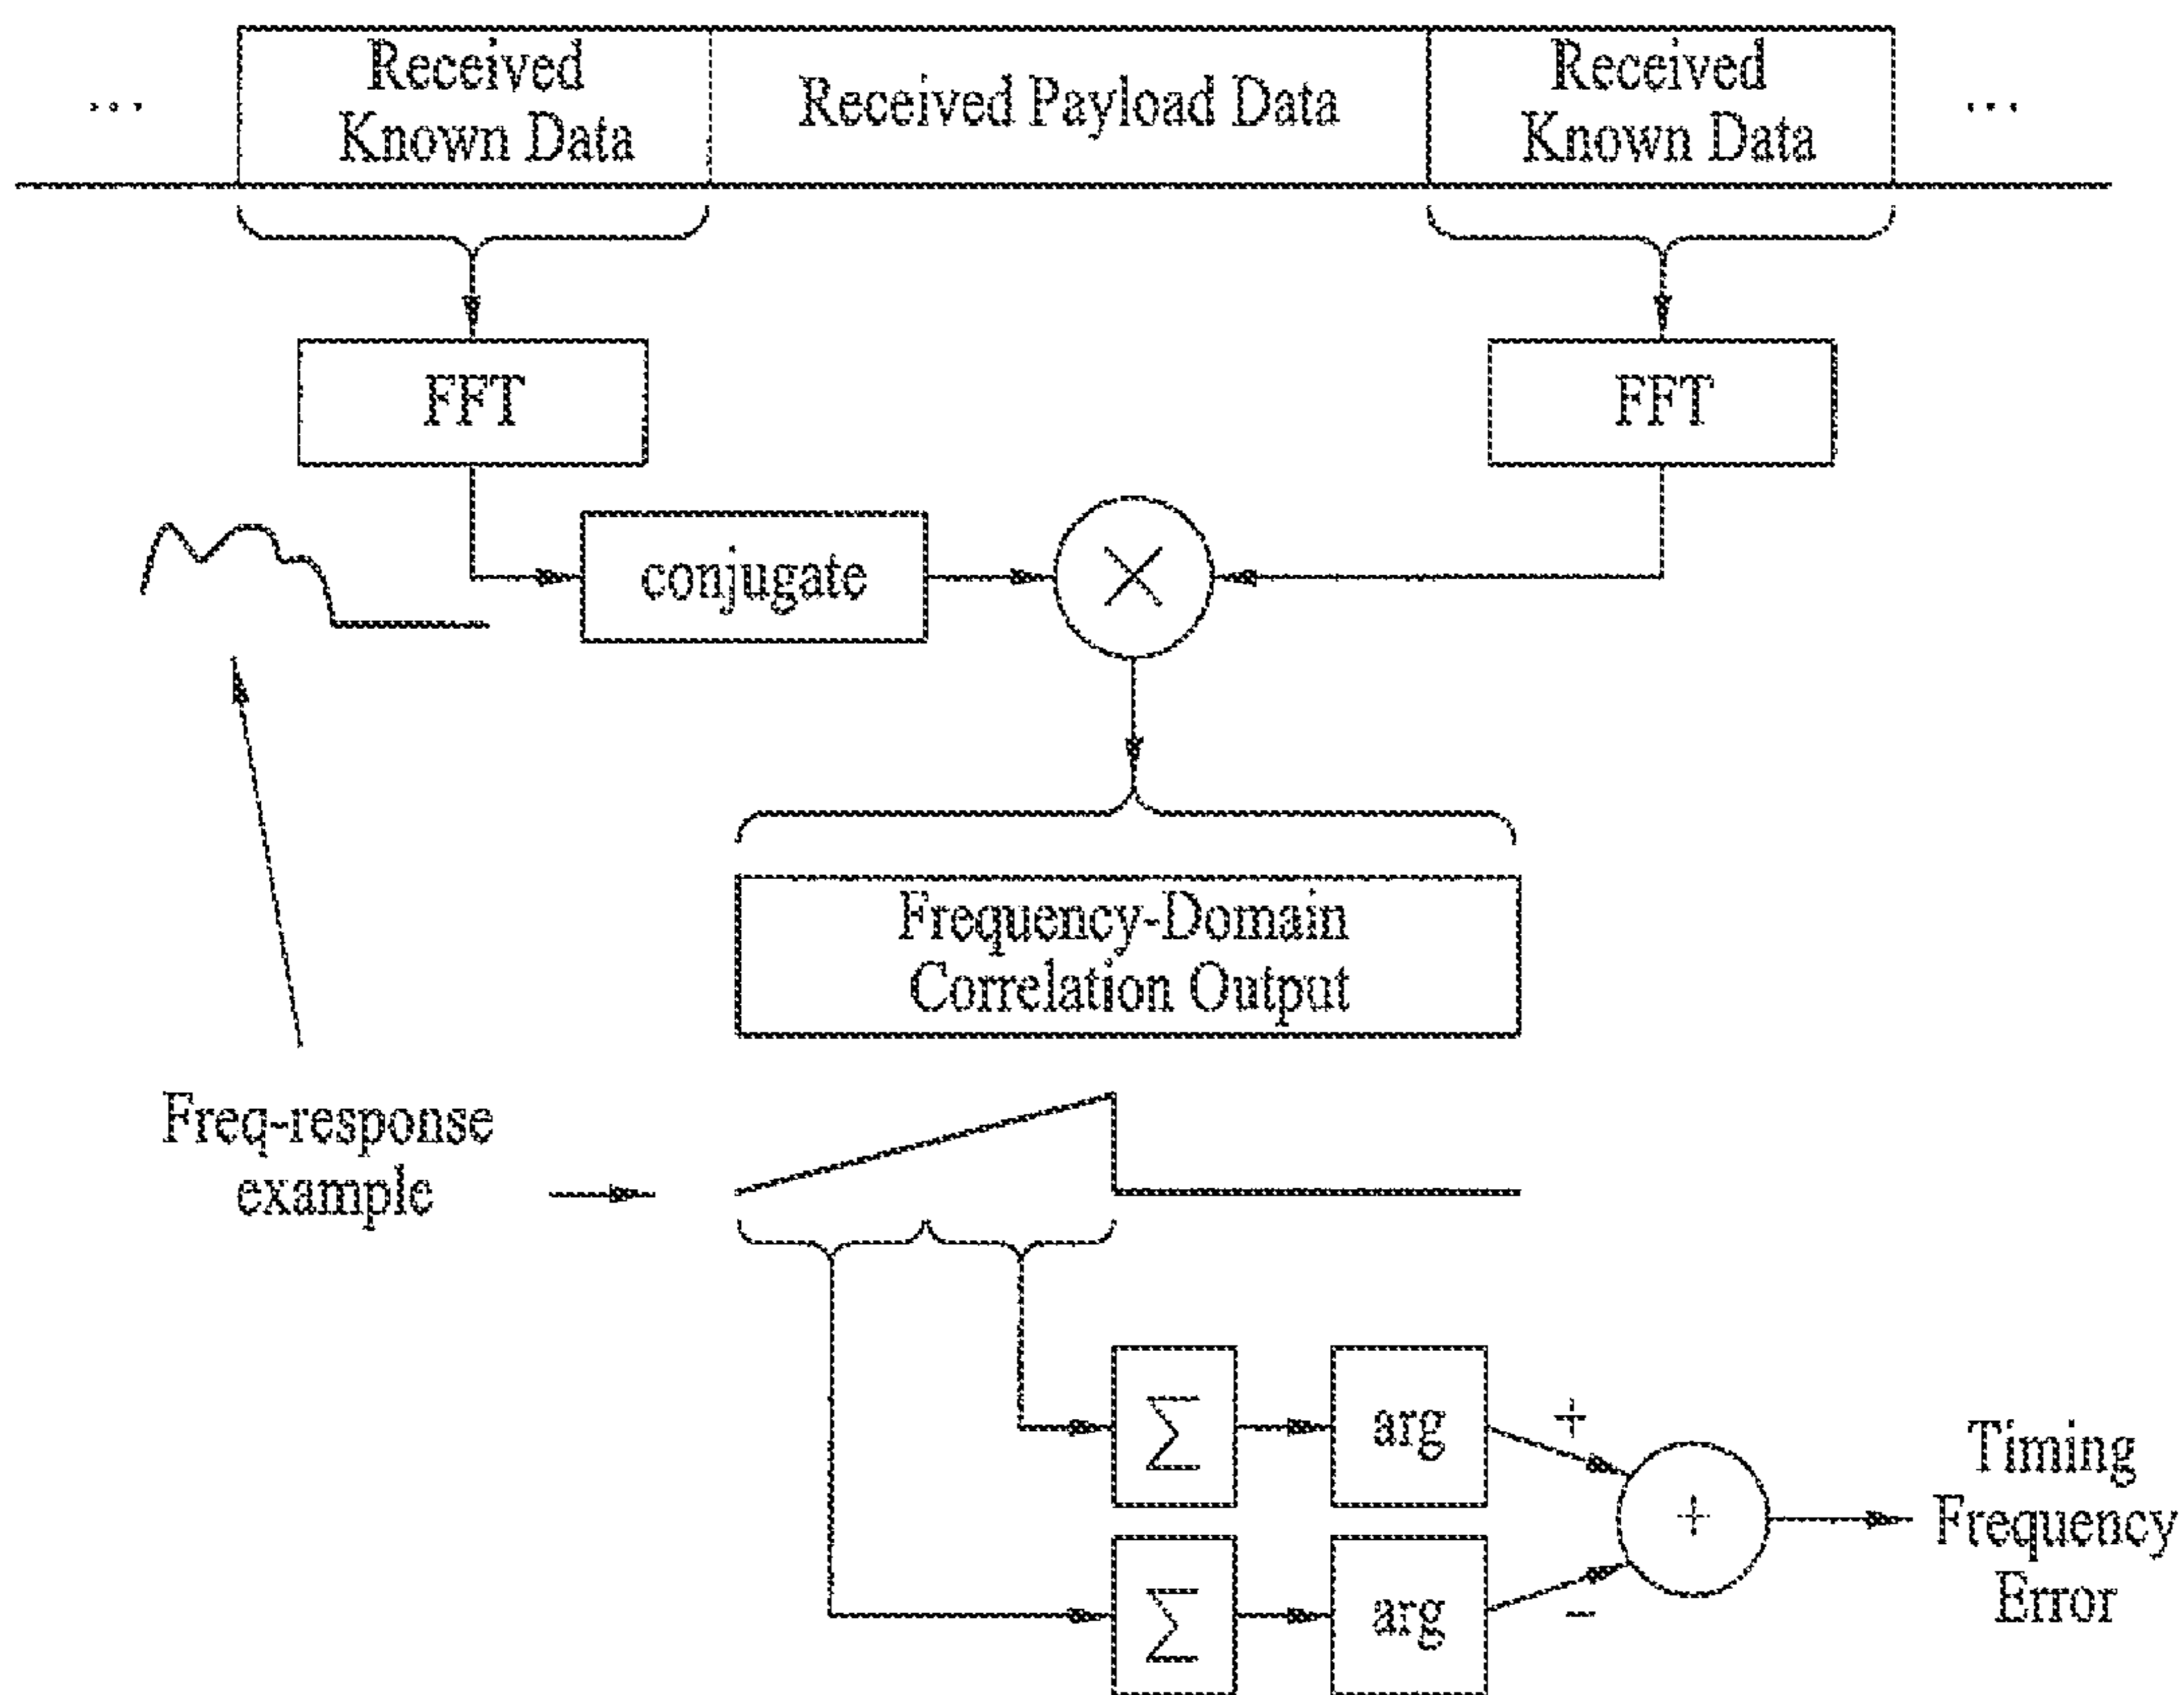 ...
Received
Known Data
Received Payload Data
Received
Known Data
...
FFT
FFT
conjugate
×
Frequency-Domain
Correlation Output
Freq-response
example
∑
arg
+
+
Timing
Frequency
Error
∑
arg
−